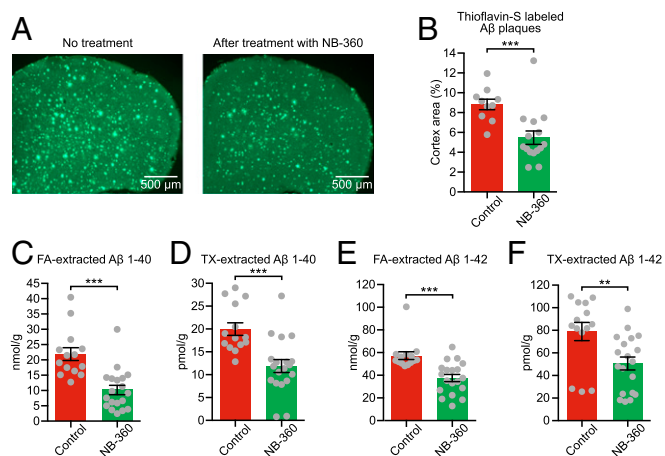 A
No treatment
After treatment with NB-360
500 µm
500 µm
B
Thioflavin-S labeled
Aβ plaques
***
Cortex area (%)
14
12
10
8
6
4
2
0
Control
NB-360
C
FA-extracted Aβ 1-40
***
nmol/g
45
40
35
30
25
20
15
10
5
0
Control
NB-360
D
TX-extracted Aβ 1-40
***
pmol/g
30
25
20
15
10
5
0
Control
NB-360
E
FA-extracted Aβ 1-42
***
nmol/g
120
100
80
60
40
20
0
Control
NB-360
F
TX-extracted Aβ 1-42
**
pmol/g
120
100
80
60
40
20
0
Control
NB-360